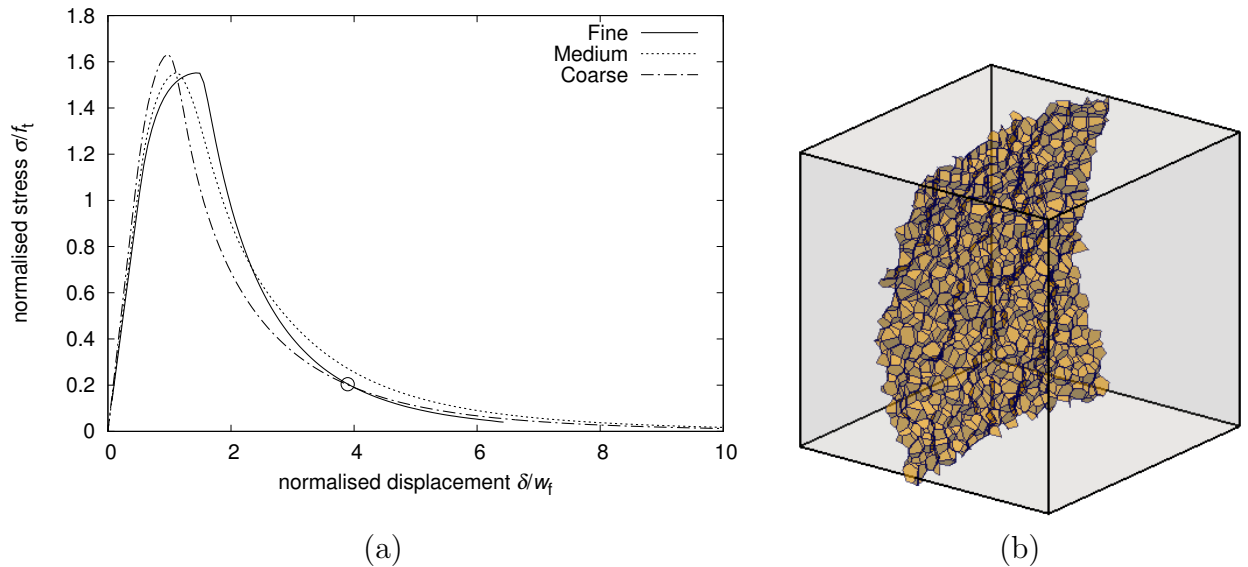 1.8
1.6
1.4
1.2
1
0.8
0.6
0.4
0.2
0
normalised stress σ/fₜ
Fine
Medium
Coarse
0 2 4 6 8 10
normalised displacement δ/w_f
(a)
(b)